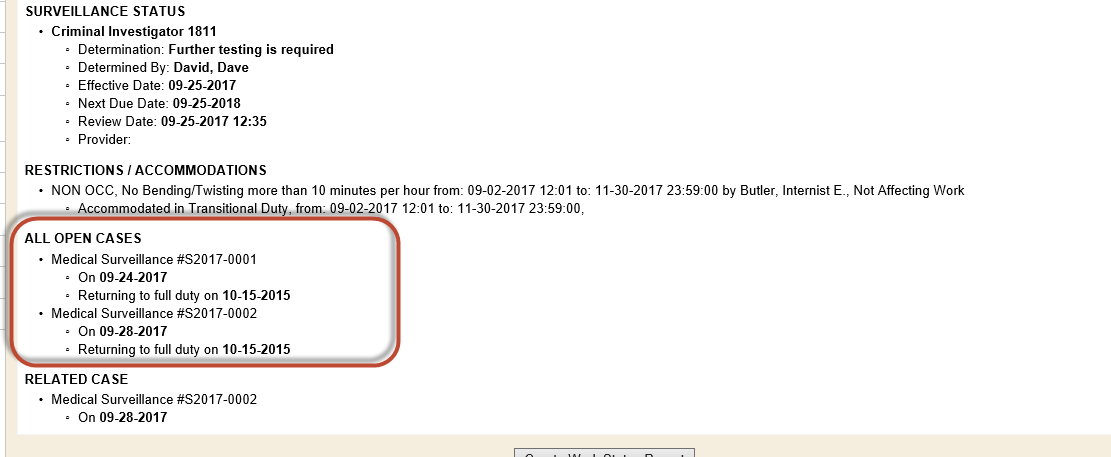 SURVEILLANCE STATUS
• Criminal Investigator 1811
▫ Determination: Further testing is required
▫ Determined By: David, Dave
▫ Effective Date: 09-25-2017
▫ Next Due Date: 09-25-2018
▫ Review Date: 09-25-2017 12:35
▫ Provider:
RESTRICTIONS / ACCOMMODATIONS
• NON OCC, No Bending/Twisting more than 10 minutes per hour from: 09-02-2017 12:01 to: 11-30-2017 23:59:00 by Butler, Internist E., Not Affecting Work
▫ Accommodated in Transitional Duty, from: 09-02-2017 12:01 to: 11-30-2017 23:59:00,
ALL OPEN CASES
• Medical Surveillance #S2017-0001
▫ On 09-24-2017
▫ Returning to full duty on 10-15-2015
• Medical Surveillance #S2017-0002
▫ On 09-28-2017
▫ Returning to full duty on 10-15-2015
RELATED CASE
• Medical Surveillance #S2017-0002
▫ On 09-28-2017